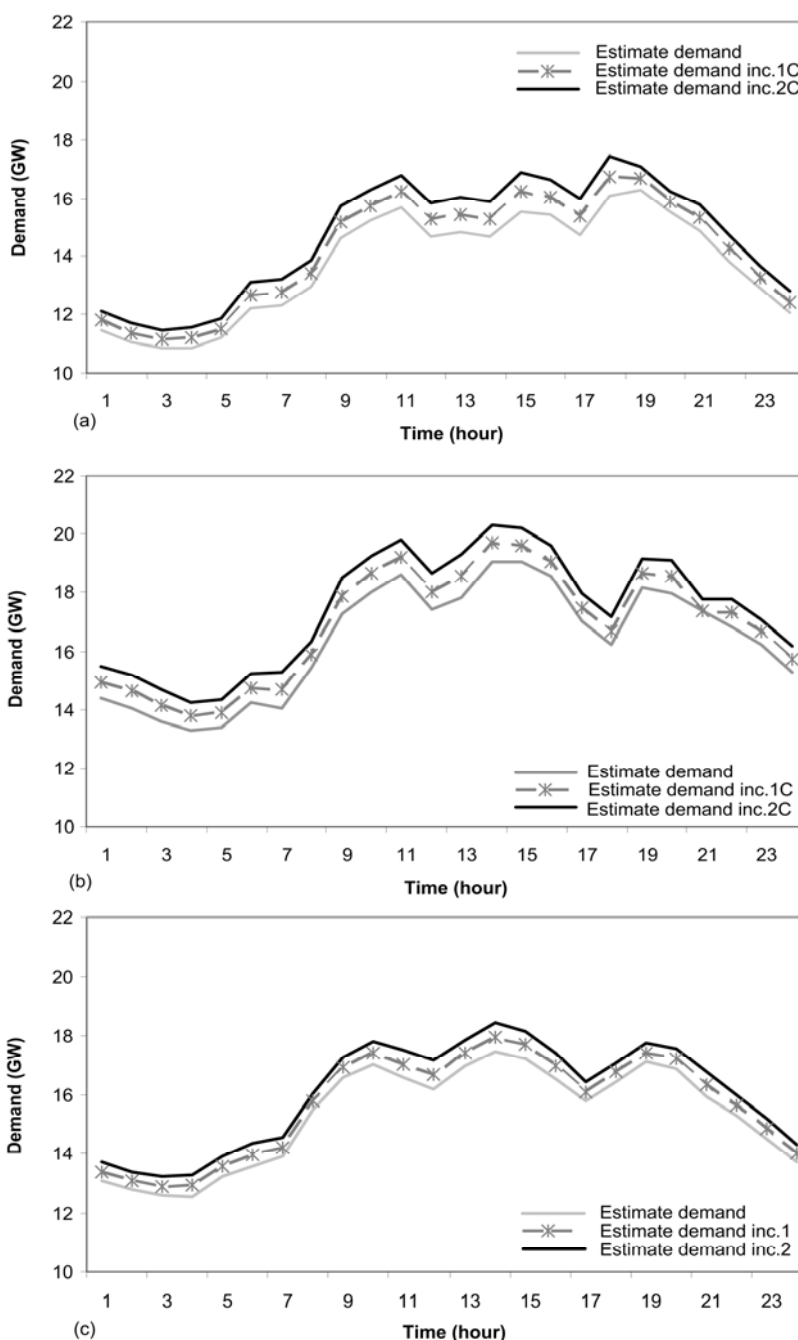 22
20
18
16
14
12
10
Demand (GW)
Estimate demand
Estimate demand inc.1C
Estimate demand inc.2C
1 3 5 7 9 11 13 15 17 19 21 23
(a)
Time (hour)
22
20
18
16
14
12
10
Demand (GW)
Estimate demand
Estimate demand inc.1C
Estimate demand inc.2C
1 3 5 7 9 11 13 15 17 19 21 23
(b)
Time (hour)
22
20
18
16
14
12
10
Demand (GW)
Estimate demand
Estimate demand inc.1
Estimate demand inc.2
1 3 5 7 9 11 13 15 17 19 21 23
(c)
Time (hour)